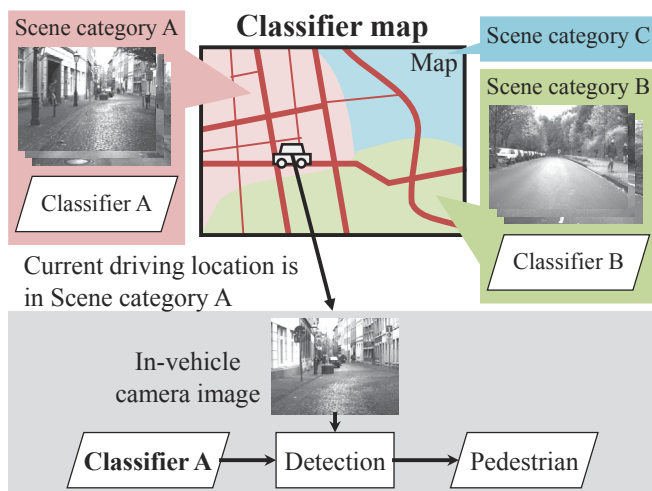 Classifier map
Scene category A
Classifier A
Map
Scene category C
Scene category B
Classifier B
Current driving location is
in Scene category A
In-vehicle
camera image
Classifier A
Detection
Pedestrian